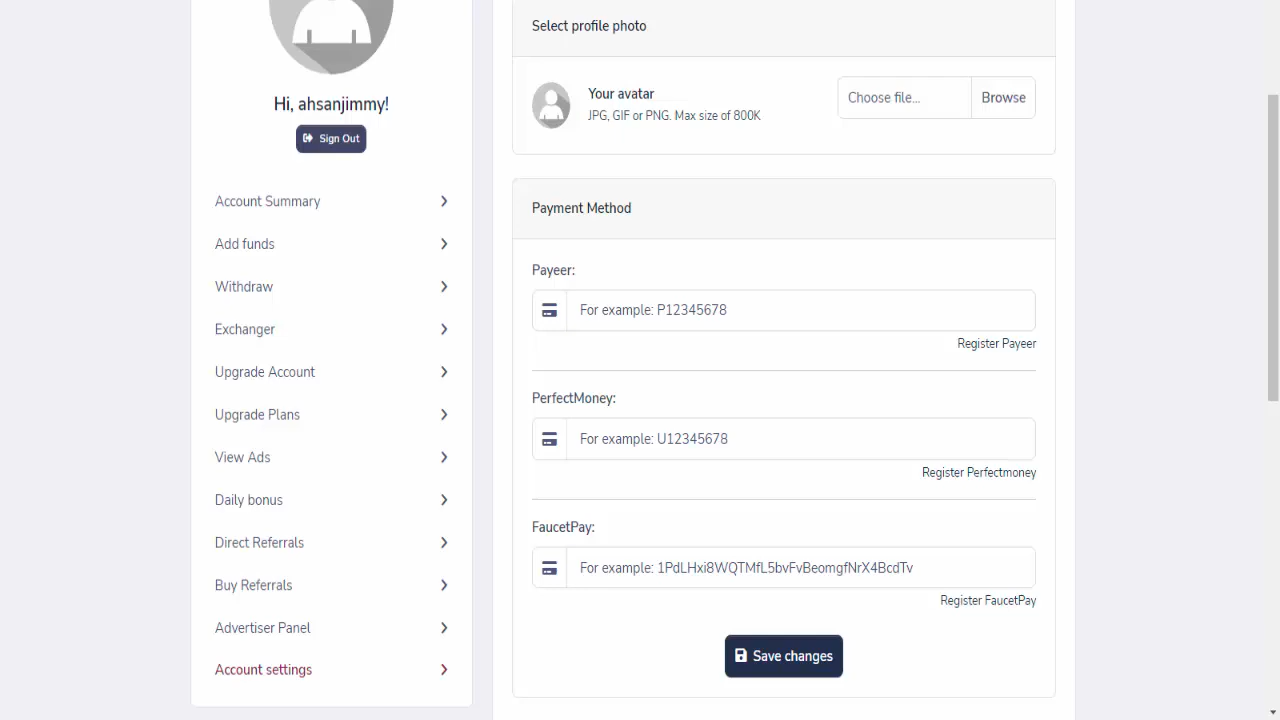 Hi, ahsanjimmy!
Sign Out
Account Summary
Add funds
Withdraw
Exchanger
Upgrade Account
Upgrade Plans
View Ads
Daily bonus
Direct Referrals
Buy Referrals
Advertiser Panel
Account settings
Select profile photo
Your avatar
JPG, GIF or PNG. Max size of 800K
Choose file...
Browse
Payment Method
Payeer:
For example: P12345678
Register Payeer
PerfectMoney:
For example: U12345678
Register Perfectmoney
FaucetPay:
For example: 1PdLHxi8WQTMfL5bvFvBeomgfNrX4BcdTv
Register FaucetPay
Save changes